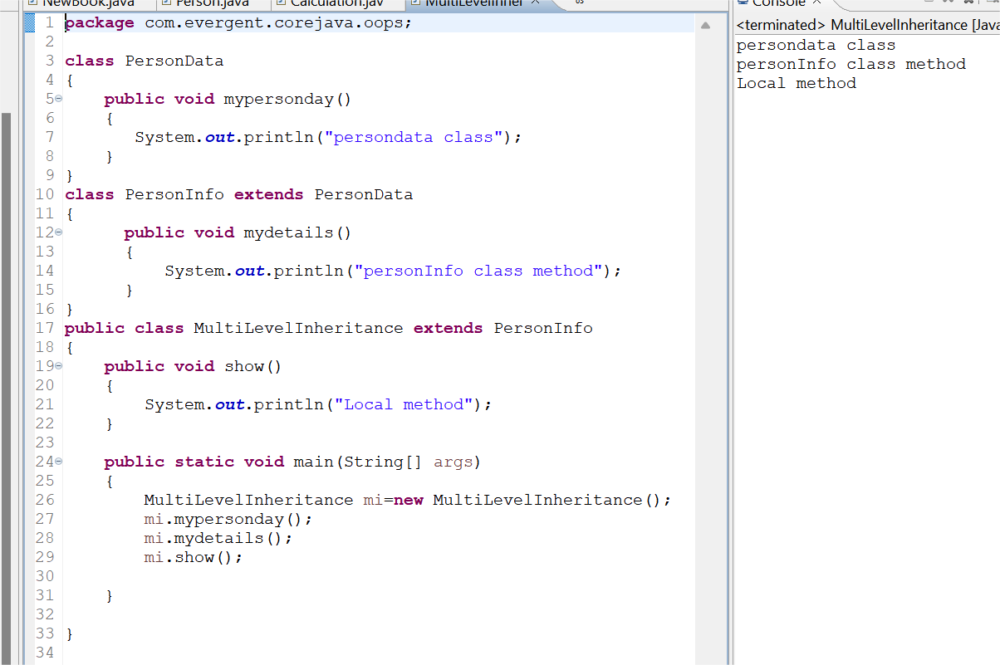 NewBook.java Person.java Calculation.jav MultiLevelInher
package com.evergent.corejava.oops;
class PersonData
{
public void mypersonday()
{
System.out.println("persondata class");
}
}
class PersonInfo extends PersonData
{
public void mydetails()
{
System.out.println("personInfo class method");
}
}
public class MultiLevelInheritance extends PersonInfo
{
public void show()
{
System.out.println("Local method");
}
public static void main(String[] args)
{
MultiLevelInheritance mi=new MultiLevelInheritance();
mi.mypersonday();
mi.mydetails();
mi.show();
}
}
1
2
3
4
5
6
7
8
9
10
11
12
13
14
15
16
17
18
19
20
21
22
23
24
25
26
27
28
29
30
31
32
33
34
Console
<terminated> MultiLevelInheritance [Java
persondata class
personInfo class method
Local method